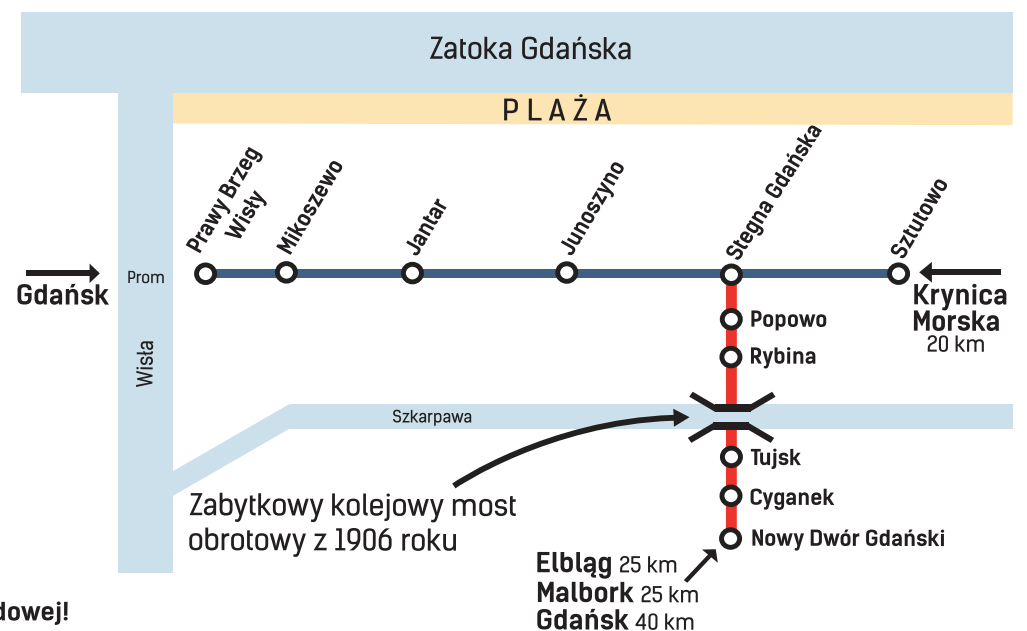 Zatoka Gdańska
PLAŻA
Prawy Brzeg
Wisły
Mikoszewo
Jantar
Junoszyno
Stegna Gdańska
Sztutowo
Gdańsk
Prom
Krynica
Morska
20 km
Popowo
Rybina
Wisła
Szkarpawa
Tujsk
Cyganek
Nowy Dwór Gdański
Zabytkowy kolejowy most
obrotowy z 1906 roku
Elbląg 25 km
Malbork 25 km
Gdańsk 40 km
dowej!